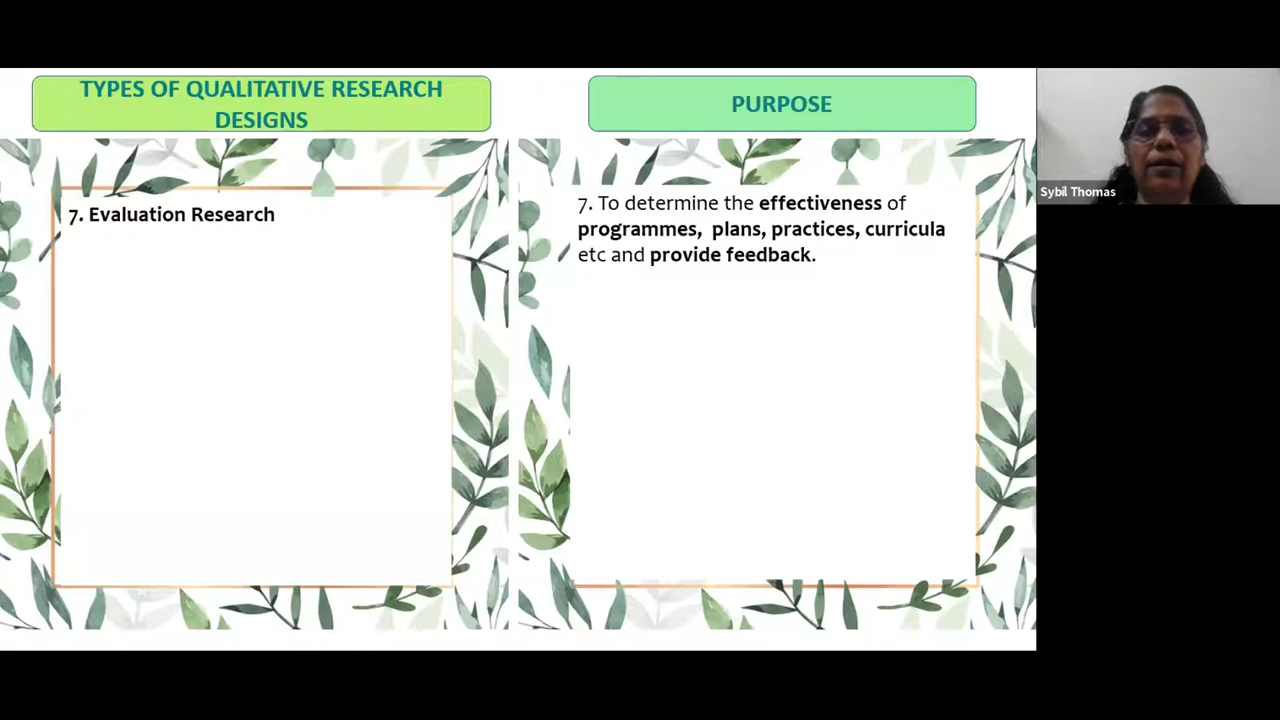 TYPES OF QUALITATIVE RESEARCH
DESIGNS
PURPOSE
7. Evaluation Research
7. To determine the effectiveness of
programmes, plans, practices, curricula
etc and provide feedback.
Sybil Thomas